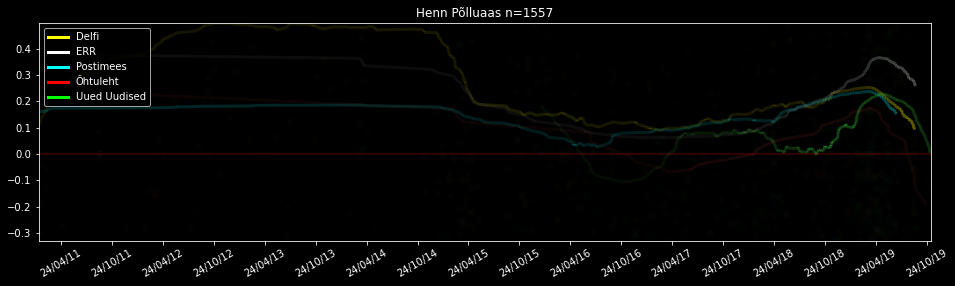 Henn Põlluaas n=1557
Delfi
ERR
Postimees
Õhtuleht
Uued Uudised
0.4
0.3
0.2
0.1
0.0
−0.1
−0.2
−0.3
24/04/11 24/10/11 24/04/12 24/10/12 24/04/13 24/10/13 24/04/14 24/10/14 24/04/15 24/10/15 24/04/16 24/10/16 24/04/17 24/10/17 24/04/18 24/10/18 24/04/19 24/10/19